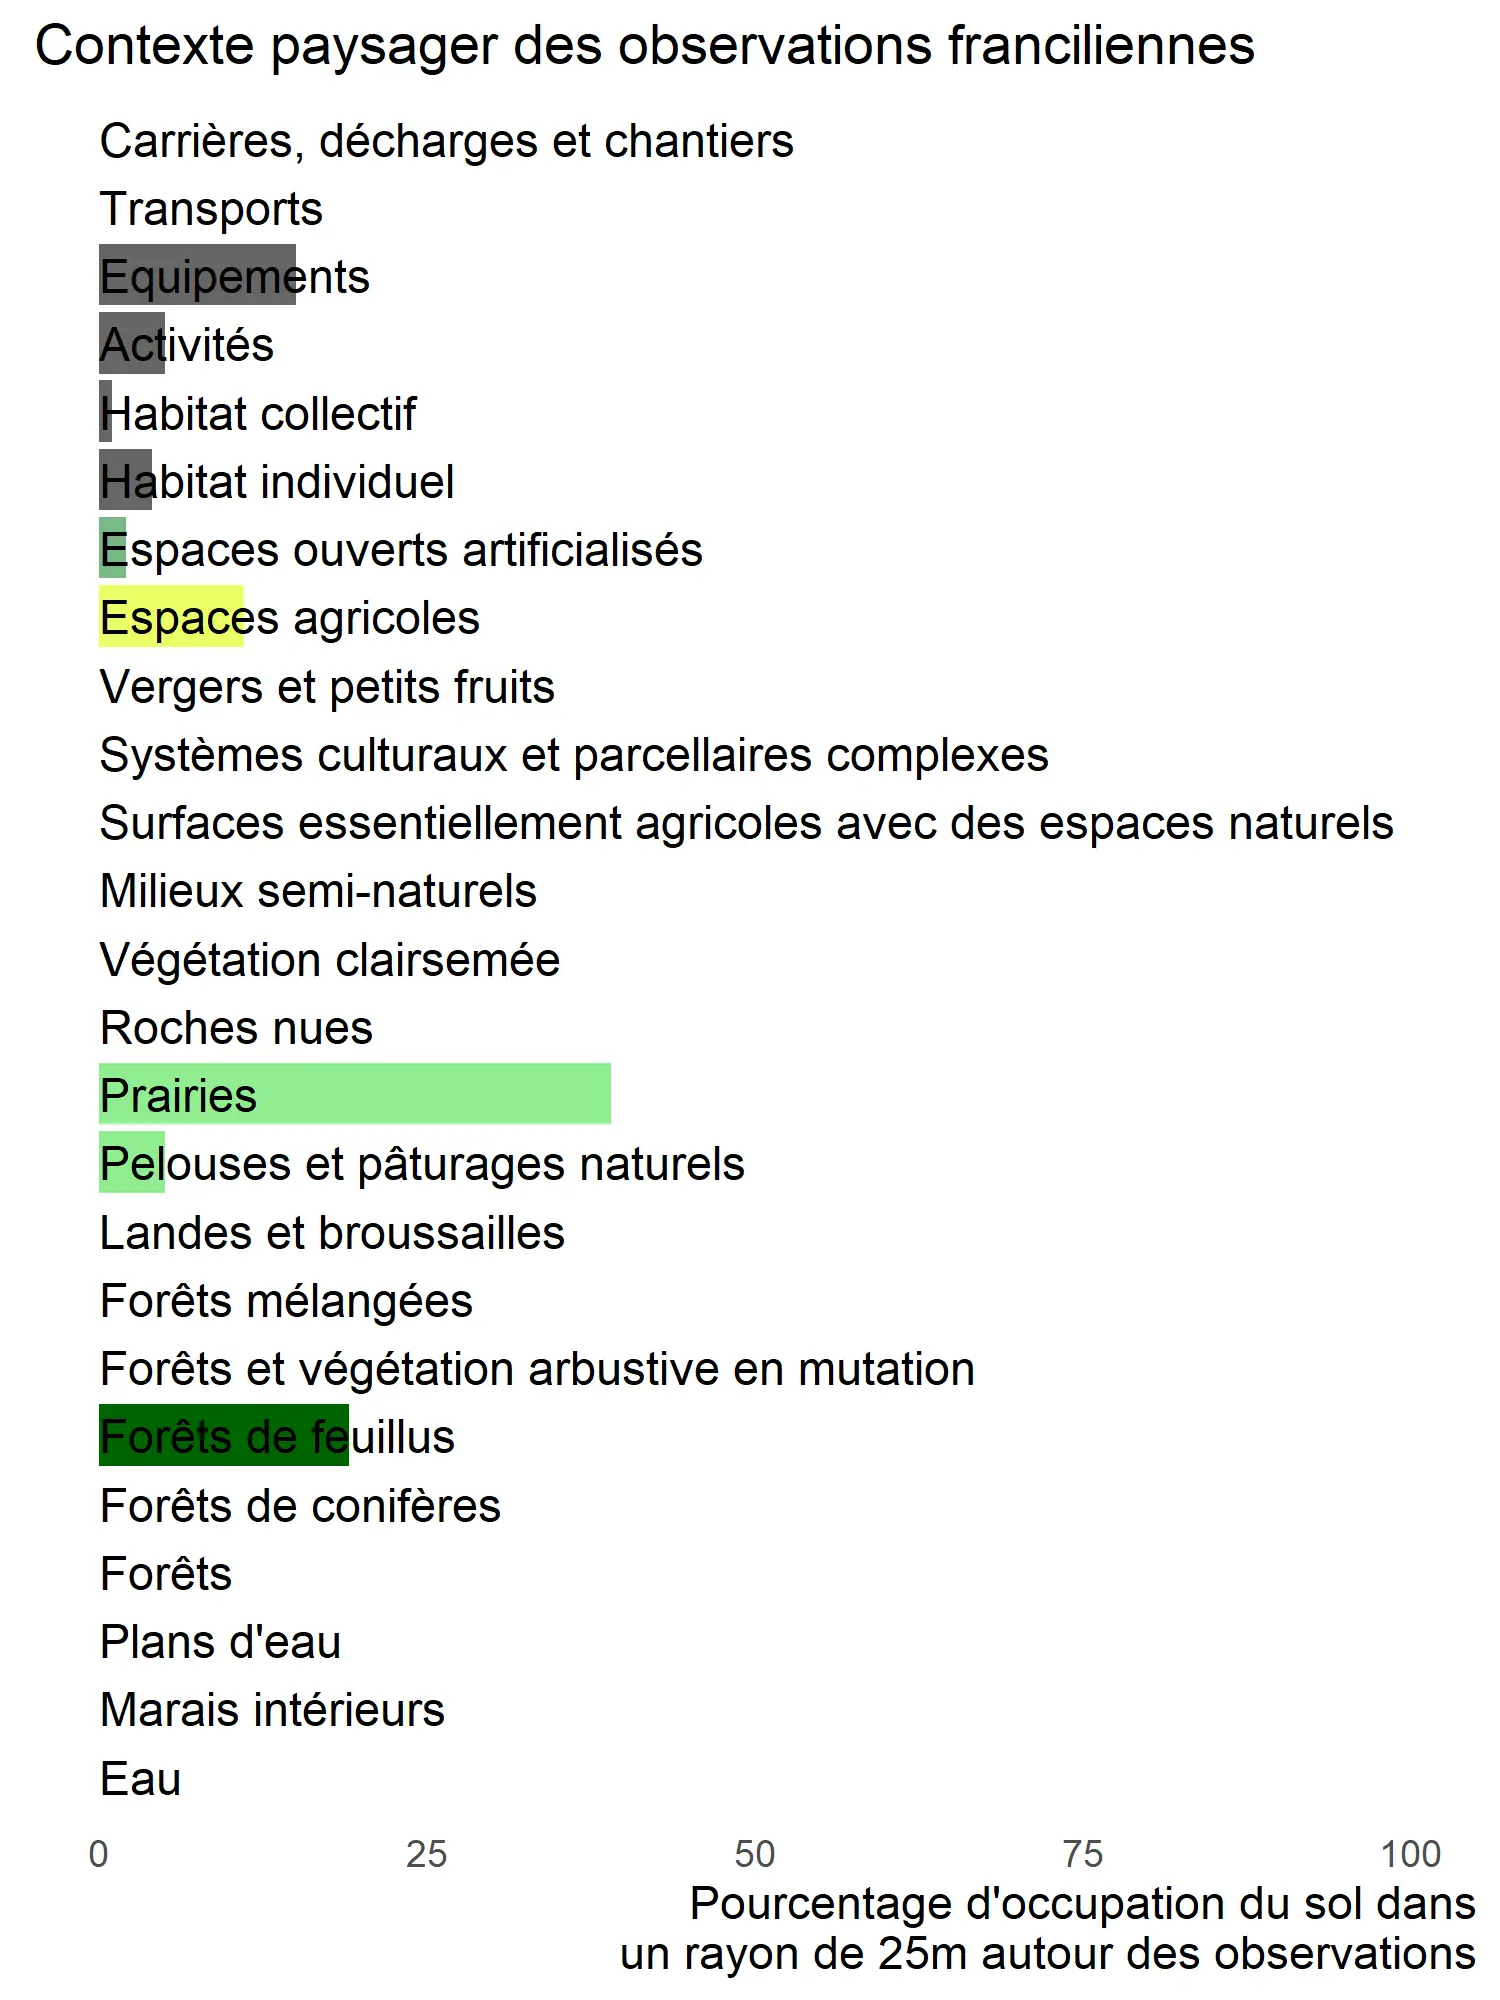 Contexte paysager des observations franciliennes
Carrières, décharges et chantiers
Transports
Equipements
Activités
Habitat collectif
Habitat individuel
Espaces ouverts artificialisés
Espaces agricoles
Vergers et petits fruits
Systèmes culturaux et parcellaires complexes
Surfaces essentiellement agricoles avec des espaces naturels
Milieux semi-naturels
Végétation clairsemée
Roches nues
Prairies
Pelouses et pâturages naturels
Landes et broussailles
Forêts mélangées
Forêts et végétation arbustive en mutation
Forêts de feuillus
Forêts de conifères
Forêts
Plans d'eau
Marais intérieurs
Eau
0 25 50 75 100
Pourcentage d'occupation du sol dans
un rayon de 25m autour des observations